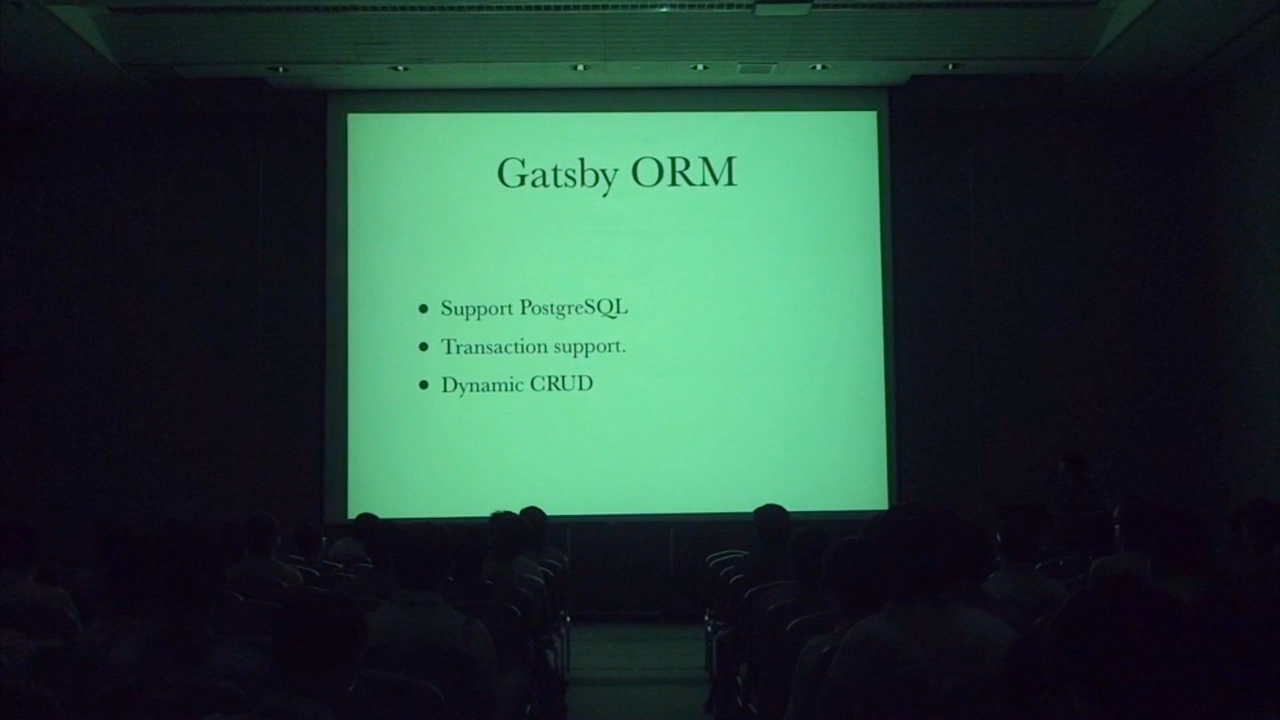 Gatsby ORM
● Support PostgreSQL
● Transaction support.
● Dynamic CRUD